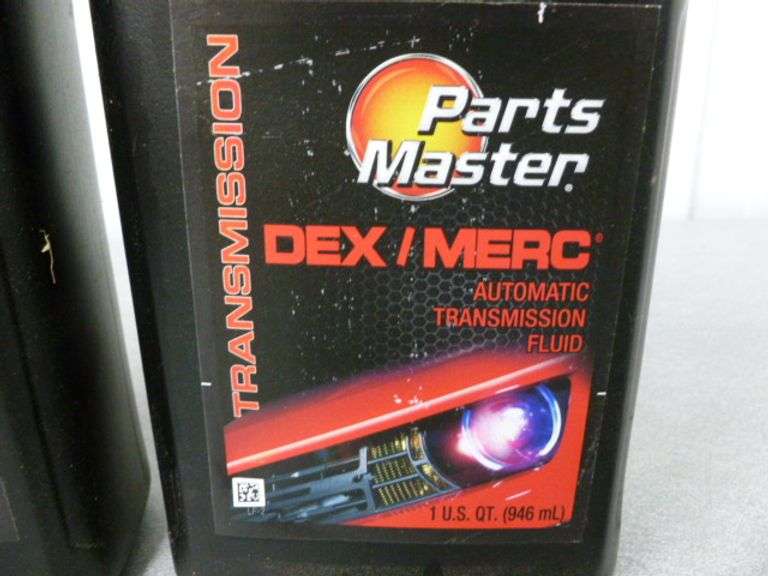 TRANSMISSION
Parts
Master
DEX / MERC®
AUTOMATIC
TRANSMISSION
FLUID
1 U.S. QT. (946 mL)